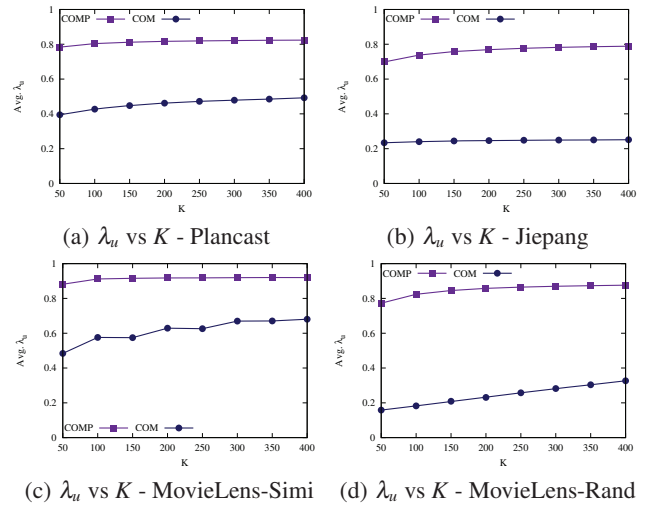 COMP COM
1
0.8
0.6
0.4
0.2
0
Avg. λu
50 100 150 200 250 300 350 400
K
(a) λu vs K - Plancast
COMP COM
1
0.8
0.6
0.4
0.2
0
Avg. λu
50 100 150 200 250 300 350 400
K
(b) λu vs K - Jiepang
1
0.8
0.6
0.4
0.2
0
Avg. λu
COMP COM
50 100 150 200 250 300 350 400
K
(c) λu vs K - MovieLens-Simi
COMP COM
1
0.8
0.6
0.4
0.2
0
Avg. λu
50 100 150 200 250 300 350 400
K
(d) λu vs K - MovieLens-Rand